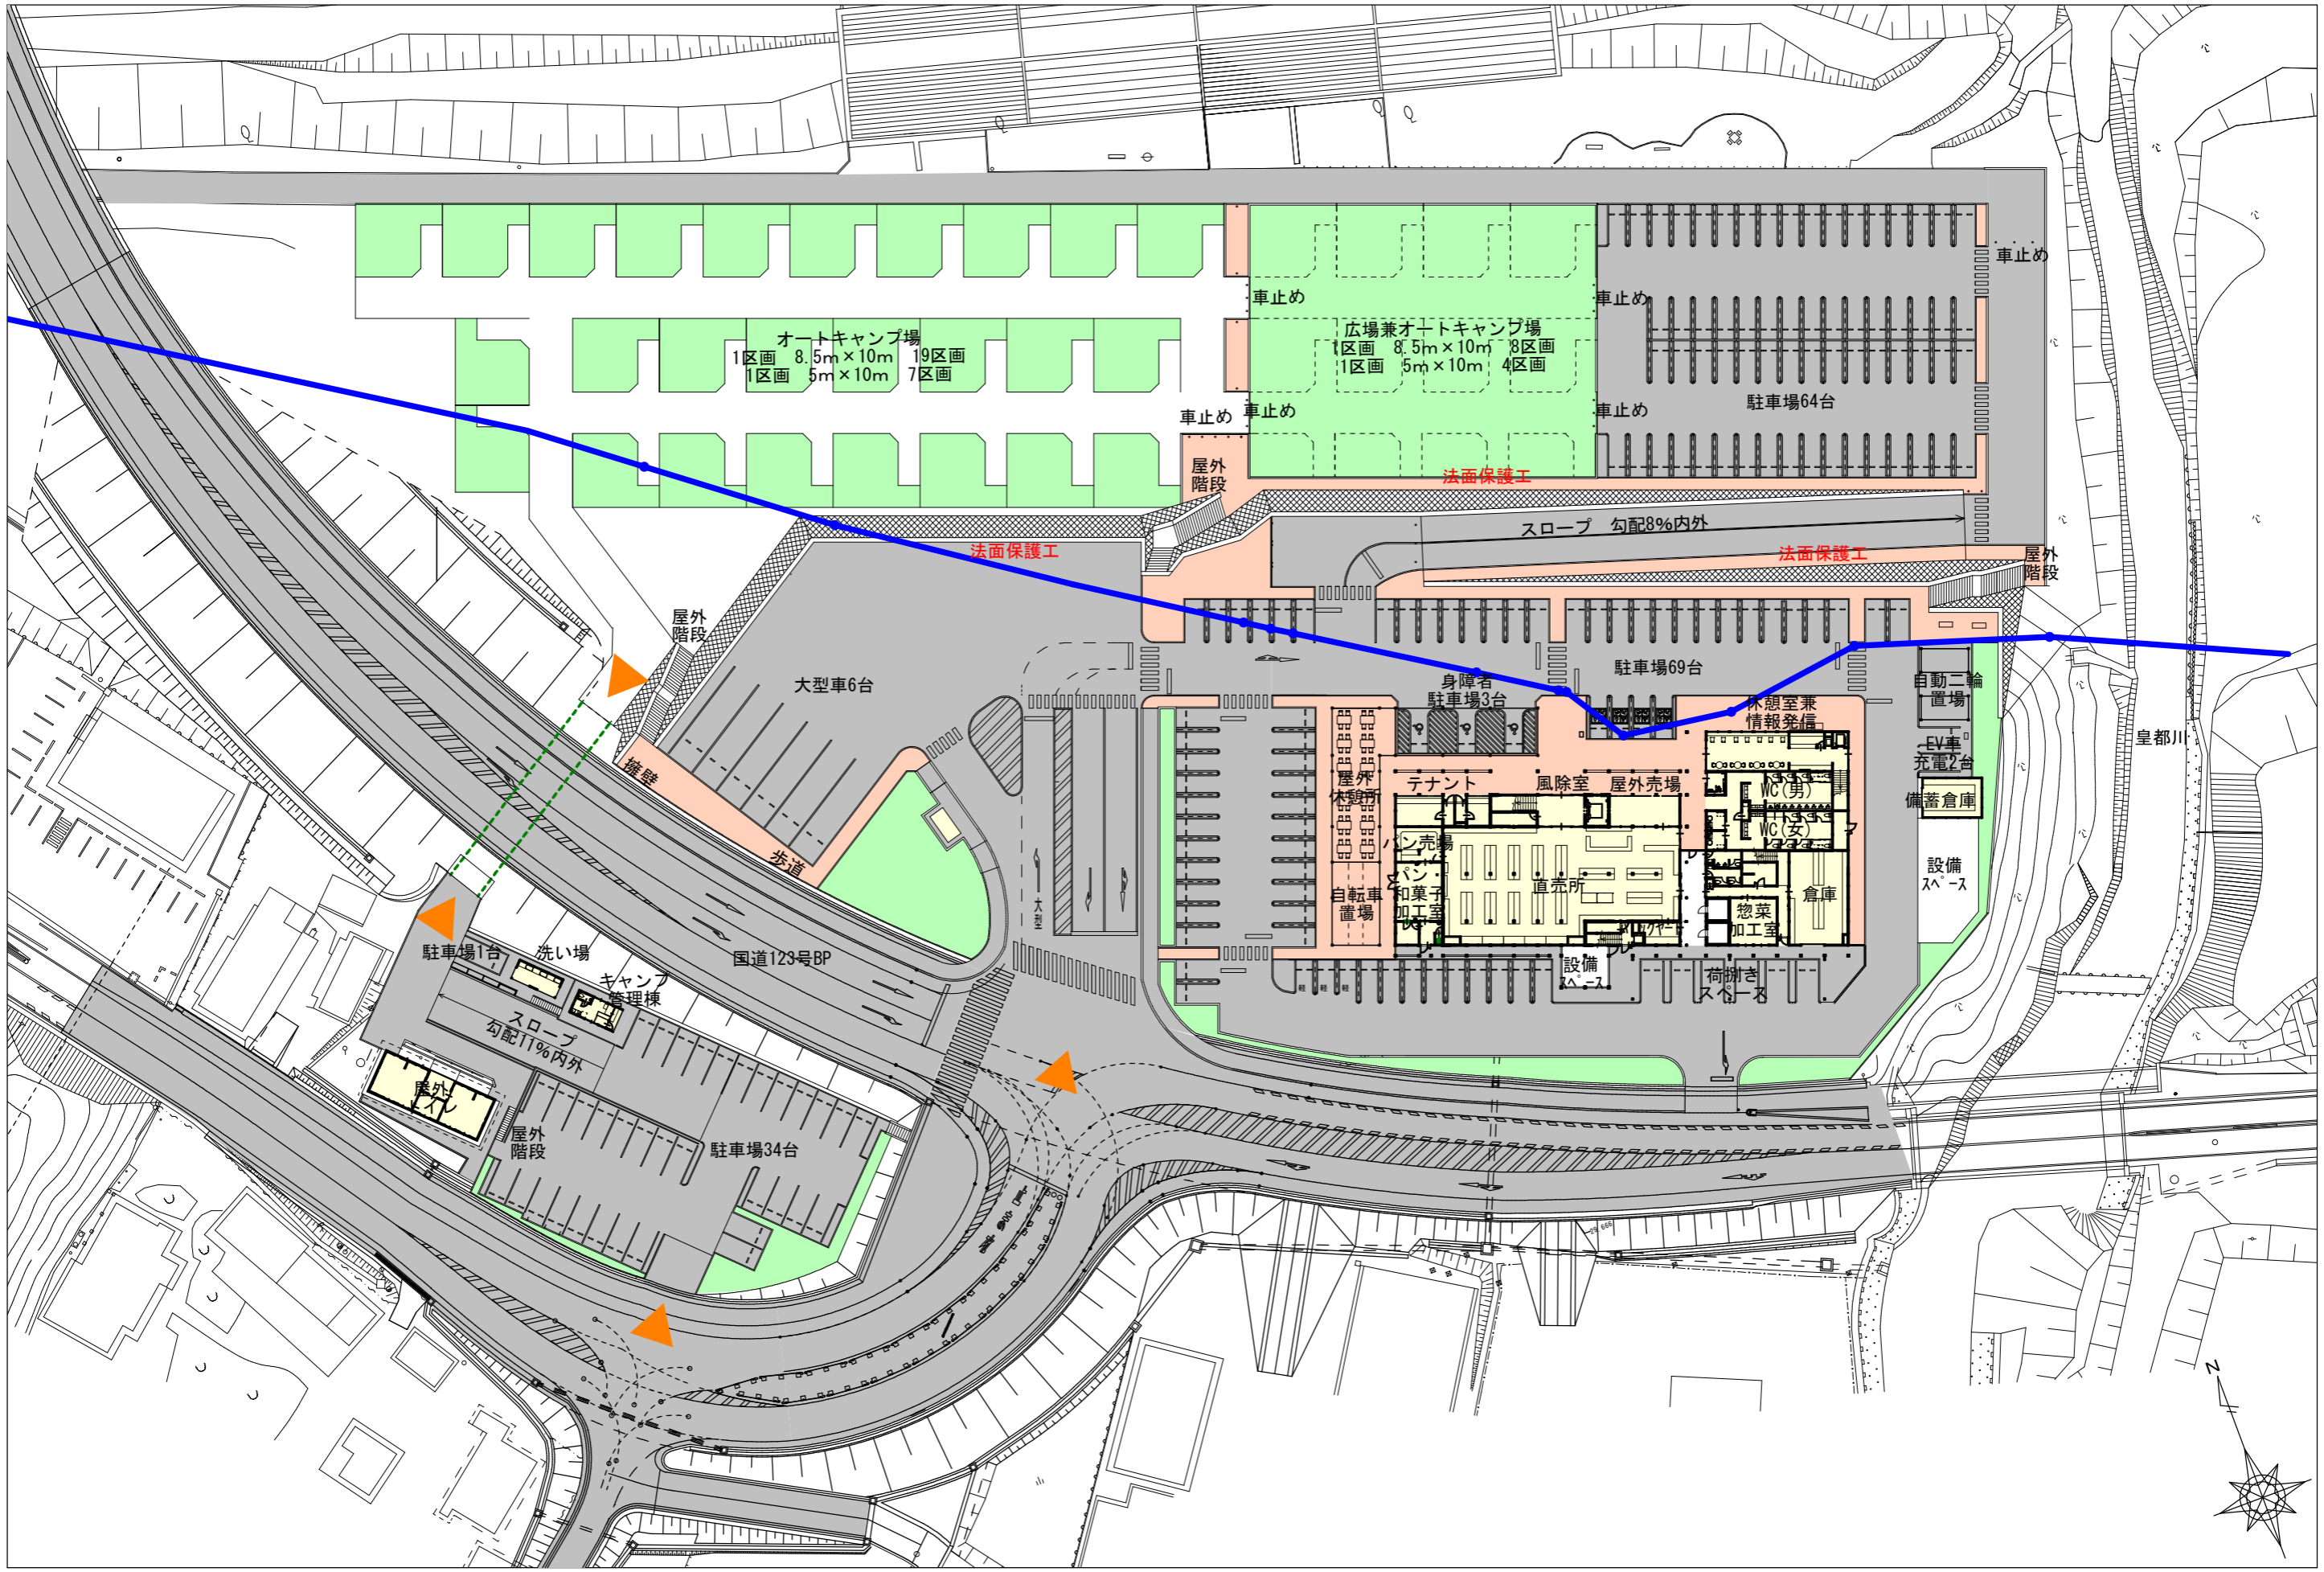 車止め
車止め
車止め
オートキャンプ場
1区画 8.5m×10m 19区画
1区画 5m×10m 7区画
広場兼オートキャンプ場
1区画 8.5m×10m 8区画
1区画 5m×10m 4区画
駐車場64台
車止め
車止め
車止め
屋外
階段
法面保護工
スロープ 勾配8%内外
法面保護工
法面保護工
屋外
階段
屋外
階段
大型車6台
駐車場69台
身障者
駐車場3台
自動二輪
置場
休憩室兼
情報発信
皇都川
EV車
充電2台
備蓄倉庫
擁壁
屋外
休憩所
テナント
風除室
屋外売場
WC(男)
WC(女)
パン売場
歩道
パン・
和菓子
加工室
直売所
自転車
置場
倉庫
惣菜
加工室
設備
スペース
大型
国道123号BP
駐車場1台
洗い場
キャンプ
管理棟
設備
スペース
荷捌き
スペース
軽
軽
軽
スロープ
勾配11%内外
屋外
トイレ
屋外
階段
駐車場34台
N